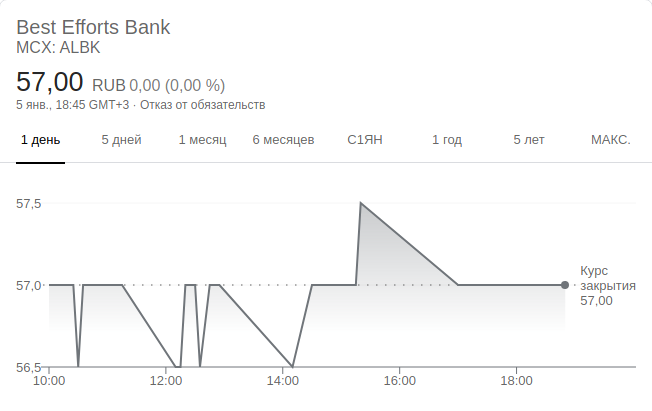 Best Efforts Bank
MCX: ALBK
57,00 RUB 0,00 (0,00 %)
5 янв., 18:45 GMT+3 · Отказ от обязательств
1 день 5 дней 1 месяц 6 месяцев С1ЯН 1 год 5 лет МАКС.
57,5
57,0
56,5
Курс
закрытия
57,00
10:00 12:00 14:00 16:00 18:00